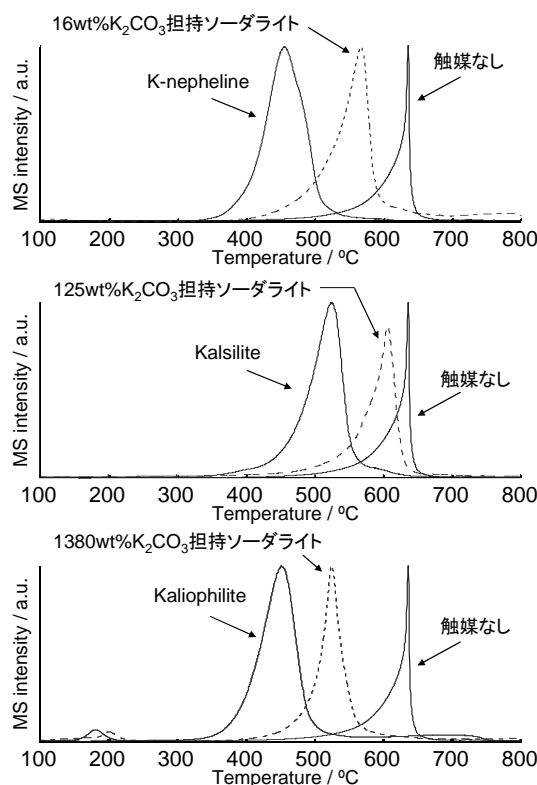 16wt%K₂CO₃担持ソーダライト
触媒なし
K-nepheline
MS intensity / a.u.
100 200 300 400 500 600 700 800
Temperature / ºC
125wt%K₂CO₃担持ソーダライト
Kalsilite
触媒なし
MS intensity / a.u.
100 200 300 400 500 600 700 800
Temperature / ºC
1380wt%K₂CO₃担持ソーダライト
Kaliophilite
触媒なし
MS intensity / a.u.
100 200 300 400 500 600 700 800
Temperature / ºC